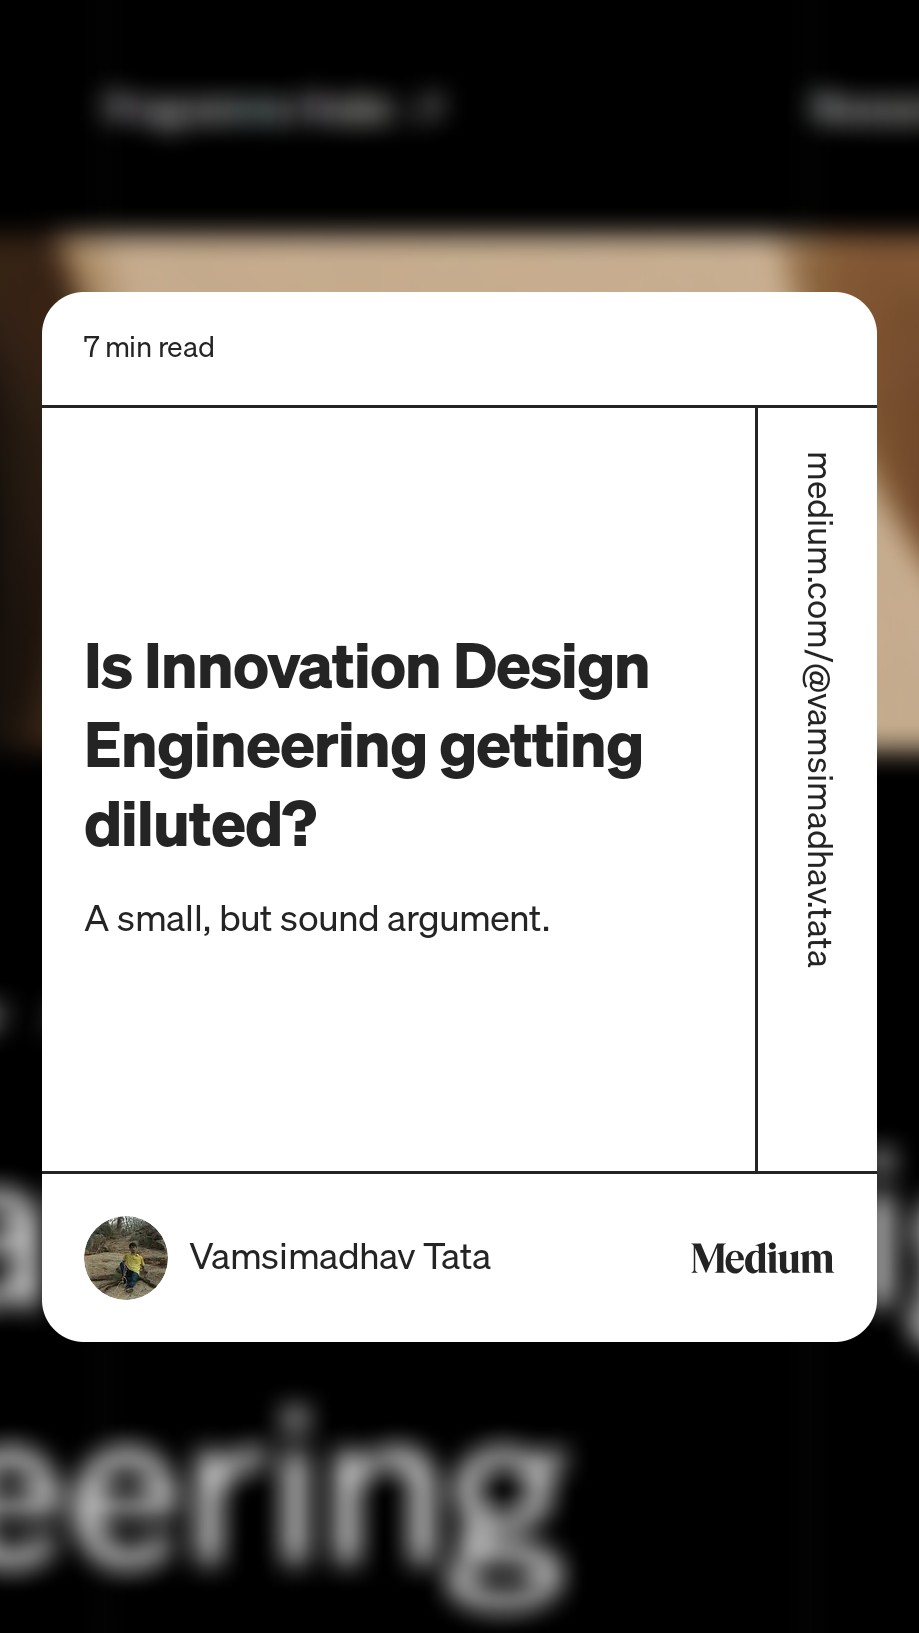 7 min read
Is Innovation Design
Engineering getting
diluted?
A small, but sound argument.
medium.com/@vamsimadhav.tata
Vamsimadhav Tata
Medium
eering